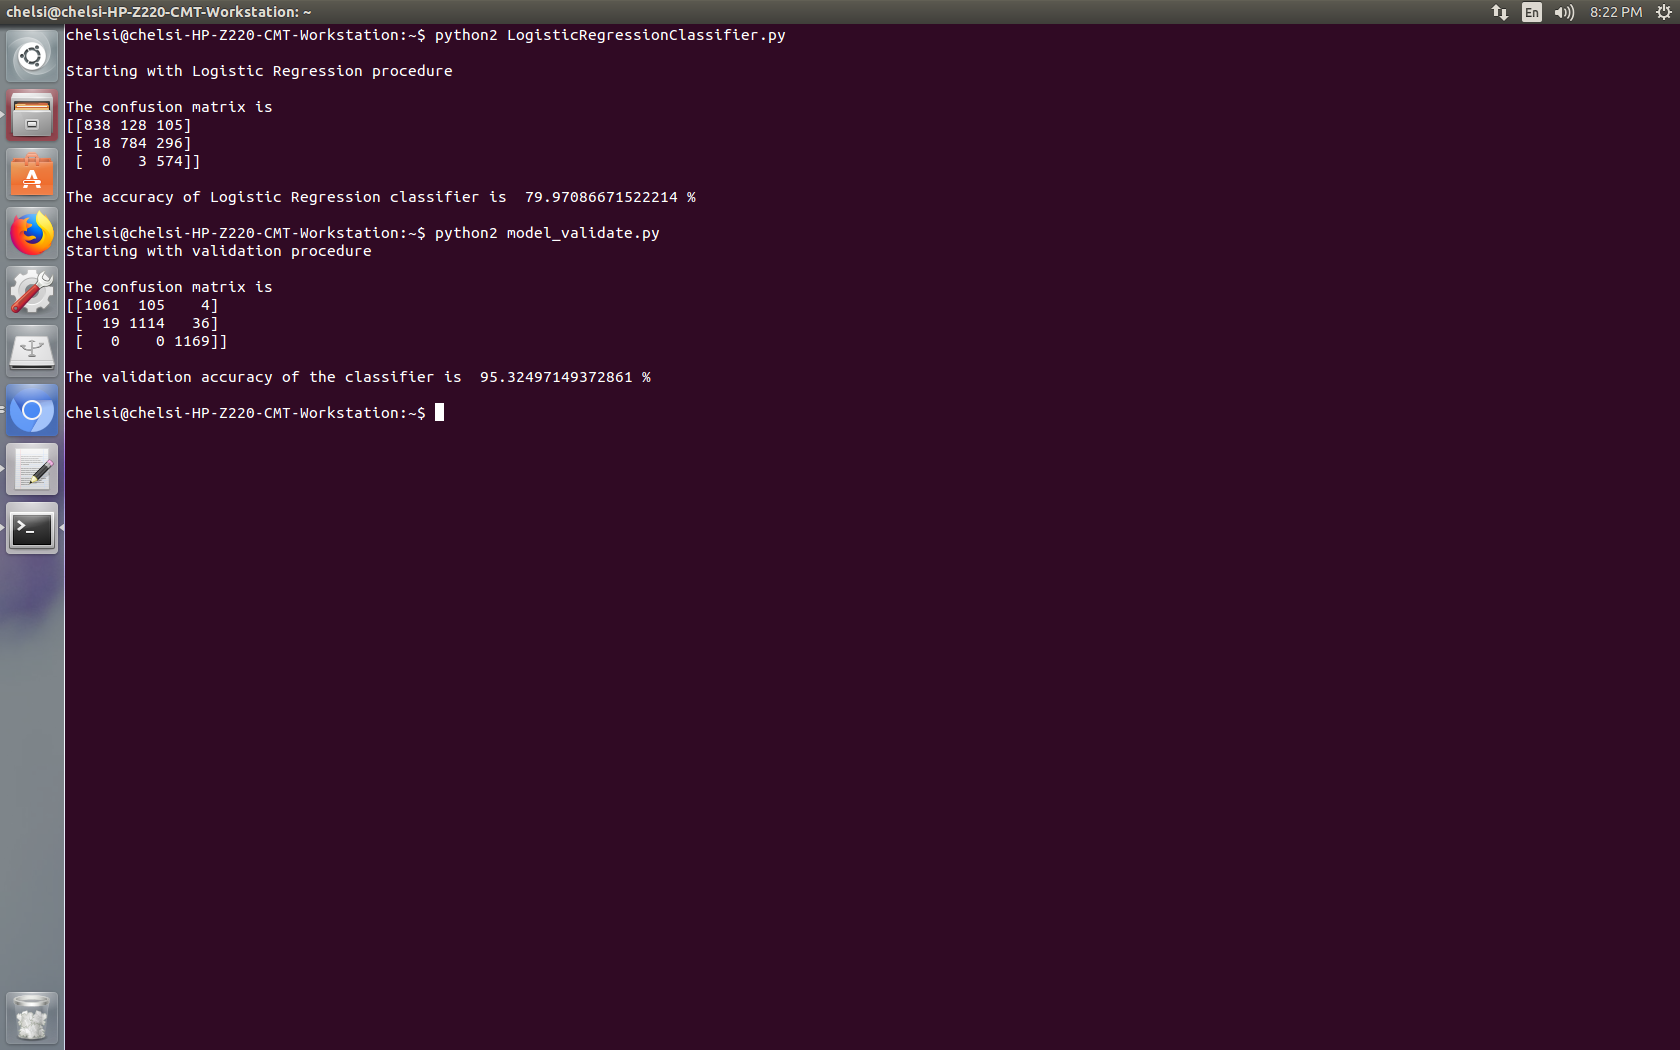 chelsi@chelsi-HP-Z220-CMT-Workstation: ~
En
8:22 PM
chelsi@chelsi-HP-Z220-CMT-Workstation:~$ python2 LogisticRegressionClassifier.py
Starting with Logistic Regression procedure
The confusion matrix is
[[838 128 105]
[ 18 784 296]
[  0   3 574]]
The accuracy of Logistic Regression classifier is  79.97086671522214 %
chelsi@chelsi-HP-Z220-CMT-Workstation:~$ python2 model_validate.py
Starting with validation procedure
The confusion matrix is
[[1061  105    4]
[  19 1114   36]
[   0    0 1169]]
The validation accuracy of the classifier is  95.32497149372861 %
chelsi@chelsi-HP-Z220-CMT-Workstation:~$